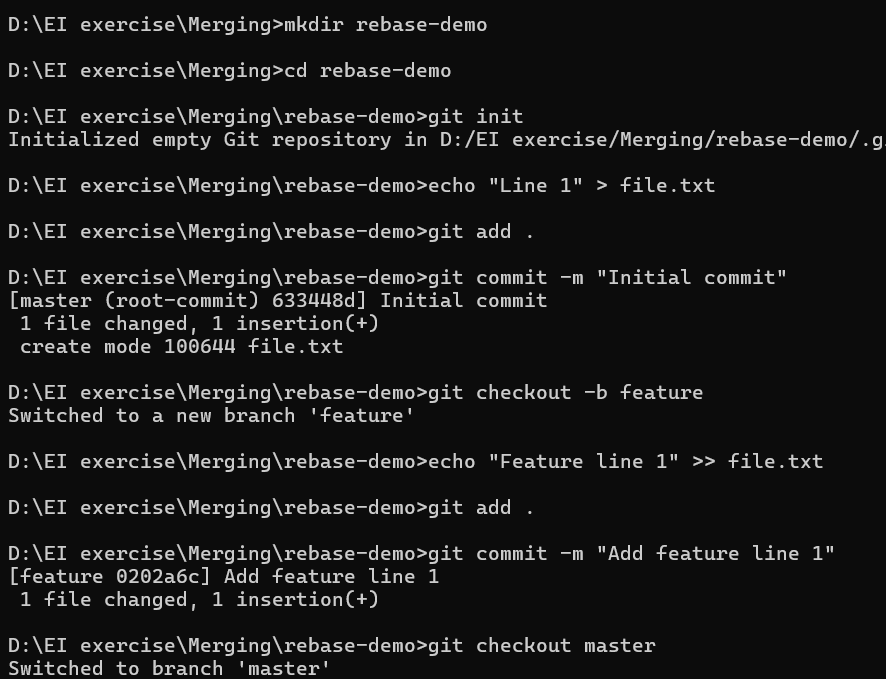 D:\EI exercise\Merging>mkdir rebase-demo
D:\EI exercise\Merging>cd rebase-demo
D:\EI exercise\Merging\rebase-demo>git init
Initialized empty Git repository in D:/EI exercise/Merging/rebase-demo/.g
D:\EI exercise\Merging\rebase-demo>echo "Line 1" > file.txt
D:\EI exercise\Merging\rebase-demo>git add .
D:\EI exercise\Merging\rebase-demo>git commit -m "Initial commit"
[master (root-commit) 633448d] Initial commit
 1 file changed, 1 insertion(+)
 create mode 100644 file.txt
D:\EI exercise\Merging\rebase-demo>git checkout -b feature
Switched to a new branch 'feature'
D:\EI exercise\Merging\rebase-demo>echo "Feature line 1" >> file.txt
D:\EI exercise\Merging\rebase-demo>git add .
D:\EI exercise\Merging\rebase-demo>git commit -m "Add feature line 1"
[feature 0202a6c] Add feature line 1
 1 file changed, 1 insertion(+)
D:\EI exercise\Merging\rebase-demo>git checkout master
Switched to branch 'master'